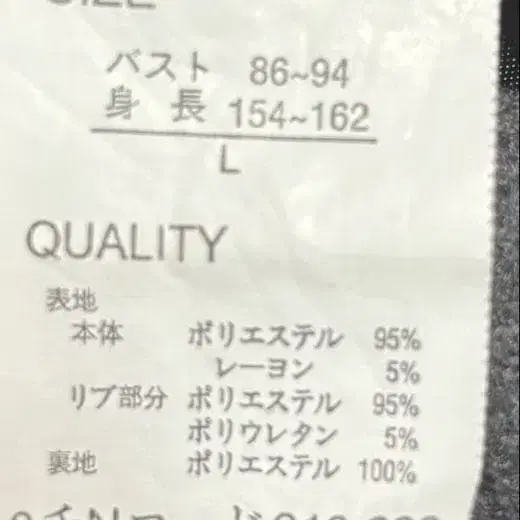 SIZE
バスト 86~94
身長 154~162
L
QUALITY
表地
本体 ポリエステル 95%
レーヨン 5%
リブ部分 ポリエステル 95%
ポリウレタン 5%
裏地 ポリエステル 100%